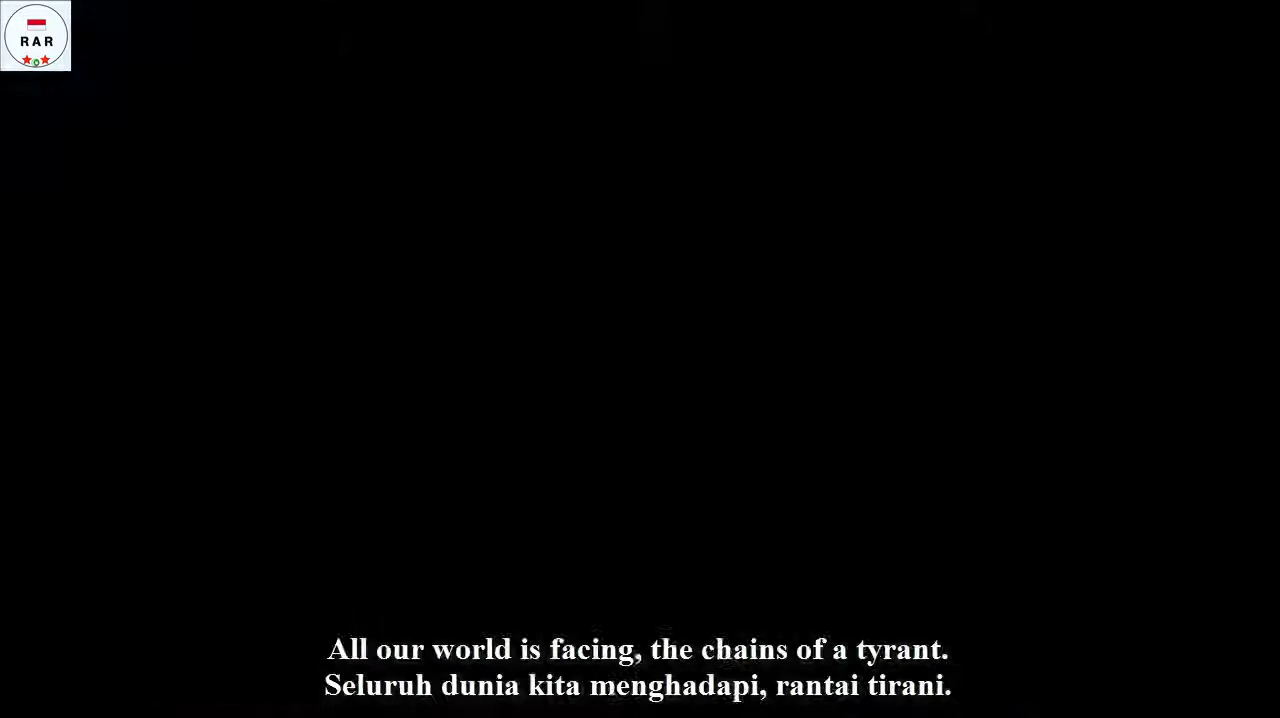 RAR
All our world is facing, the chains of a tyrant.
Seluruh dunia kita menghadapi, rantai tirani.